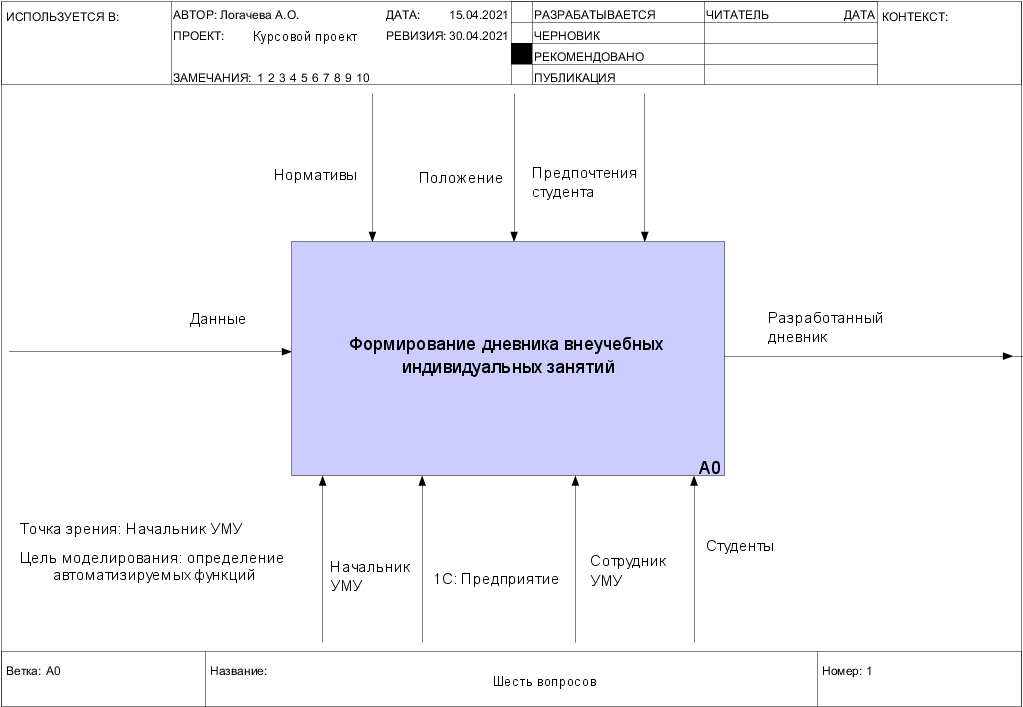 ИСПОЛЬЗУЕТСЯ В:
АВТОР: Логачева А.О.
ДАТА: 15.04.2021
ПРОЕКТ: Курсовой проект
РЕВИЗИЯ: 30.04.2021
ЗАМЕЧАНИЯ: 1 2 3 4 5 6 7 8 9 10
РАЗРАБАТЫВАЕТСЯ
ЧЕРНОВИК
РЕКОМЕНДОВАНО
ПУБЛИКАЦИЯ
ЧИТАТЕЛЬ ДАТА
КОНТЕКСТ:
Нормативы
Положение
Предпочтения
студента
Данные
Формирование дневника внеучебных
индивидуальных занятий
A0
Разработанный
дневник
Точка зрения: Начальник УМУ
Цель моделирования: определение
автоматизируемых функций
Начальник
УМУ
1С: Предприятие
Сотрудник
УМУ
Студенты
Ветка: A0
Название:
Шесть вопросов
Номер: 1